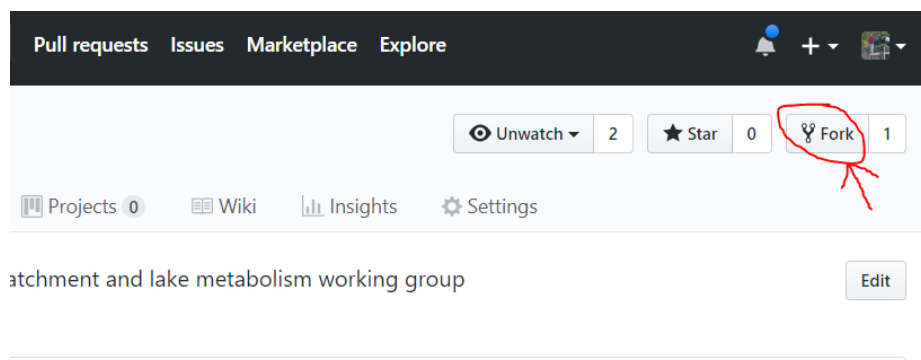 Pull requests Issues Marketplace Explore
Unwatch 2 Star 0 Fork 1
Projects 0 Wiki Insights Settings
atchment and lake metabolism working group Edit